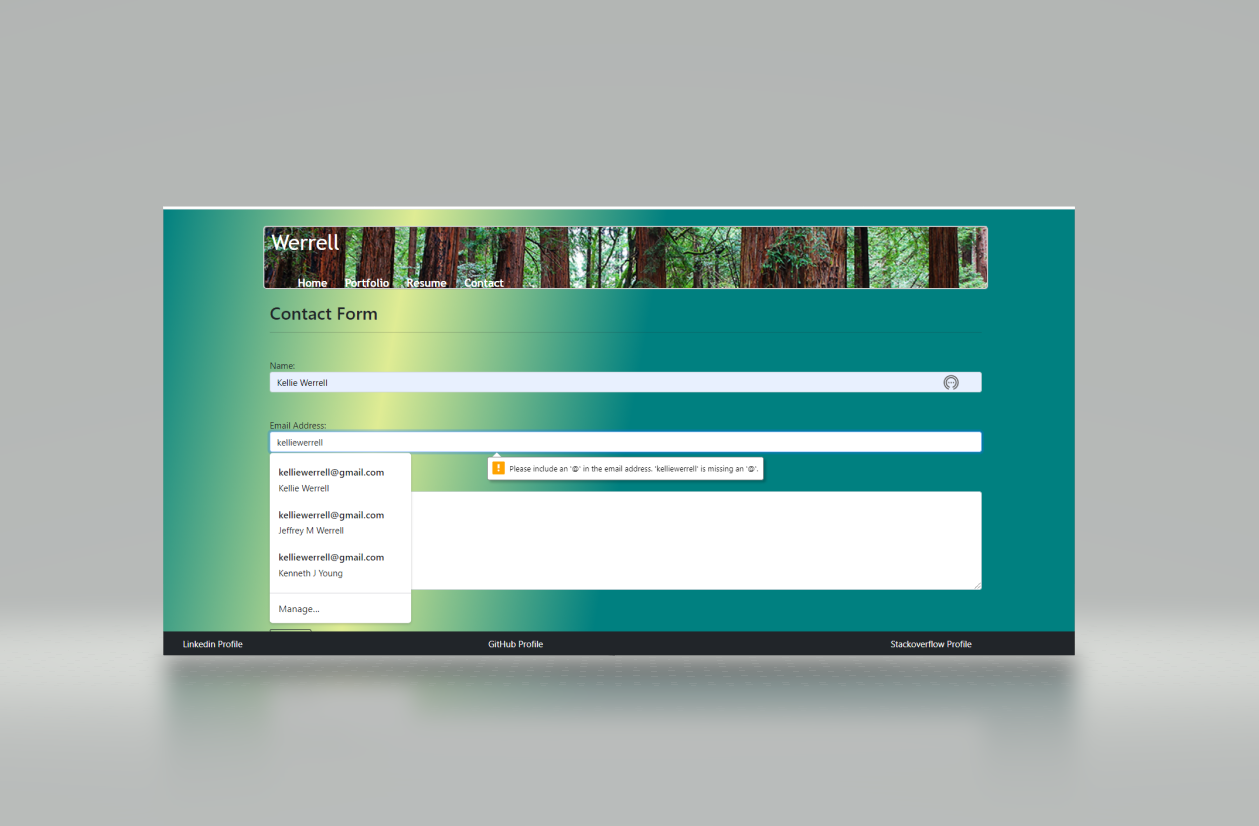 Werrell
Home Portfolio Resume Contact
Contact Form
Name:
Kellie Werrell
Email Address:
kelliewerrell
Please include an '@' in the email address. 'kelliewerrell' is missing an '@'.
kelliewerrell@gmail.com
Kellie Werrell
kelliewerrell@gmail.com
Jeffrey M Werrell
kelliewerrell@gmail.com
Kenneth J Young
Manage...
Linkedin Profile GitHub Profile Stackoverflow Profile